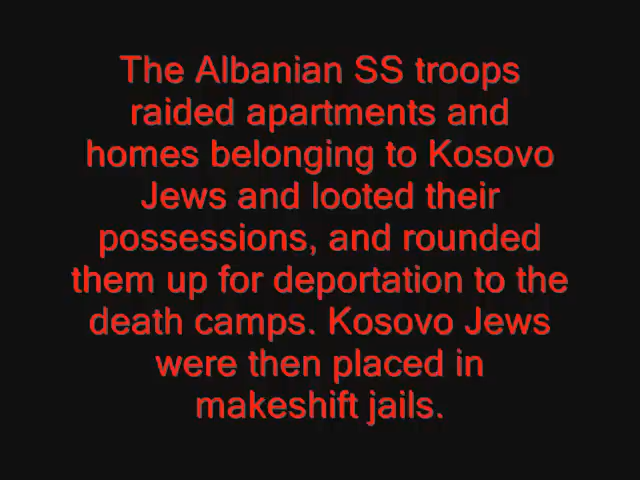 The Albanian SS troops
raided apartments and
homes belonging to Kosovo
Jews and looted their
possessions, and rounded
them up for deportation to the
death camps. Kosovo Jews
were then placed in
makeshift jails.